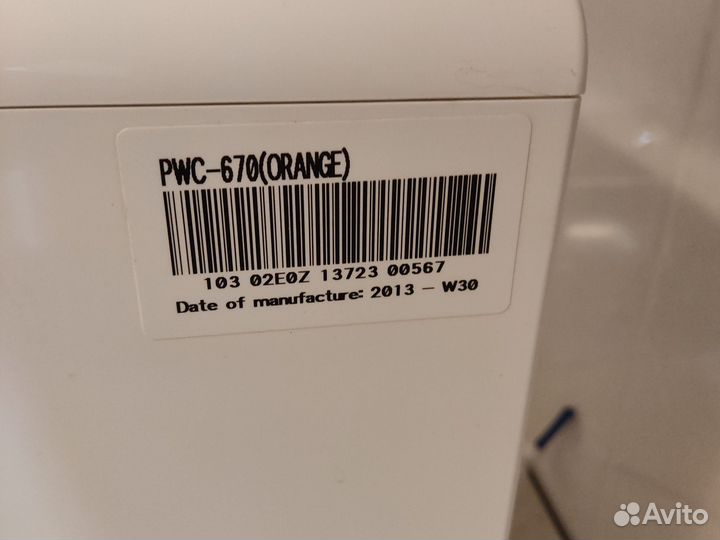 PWC-670(ORANGE)
103 02E0Z 13723 00567
Date of manufacture: 2013 - W30
Avito